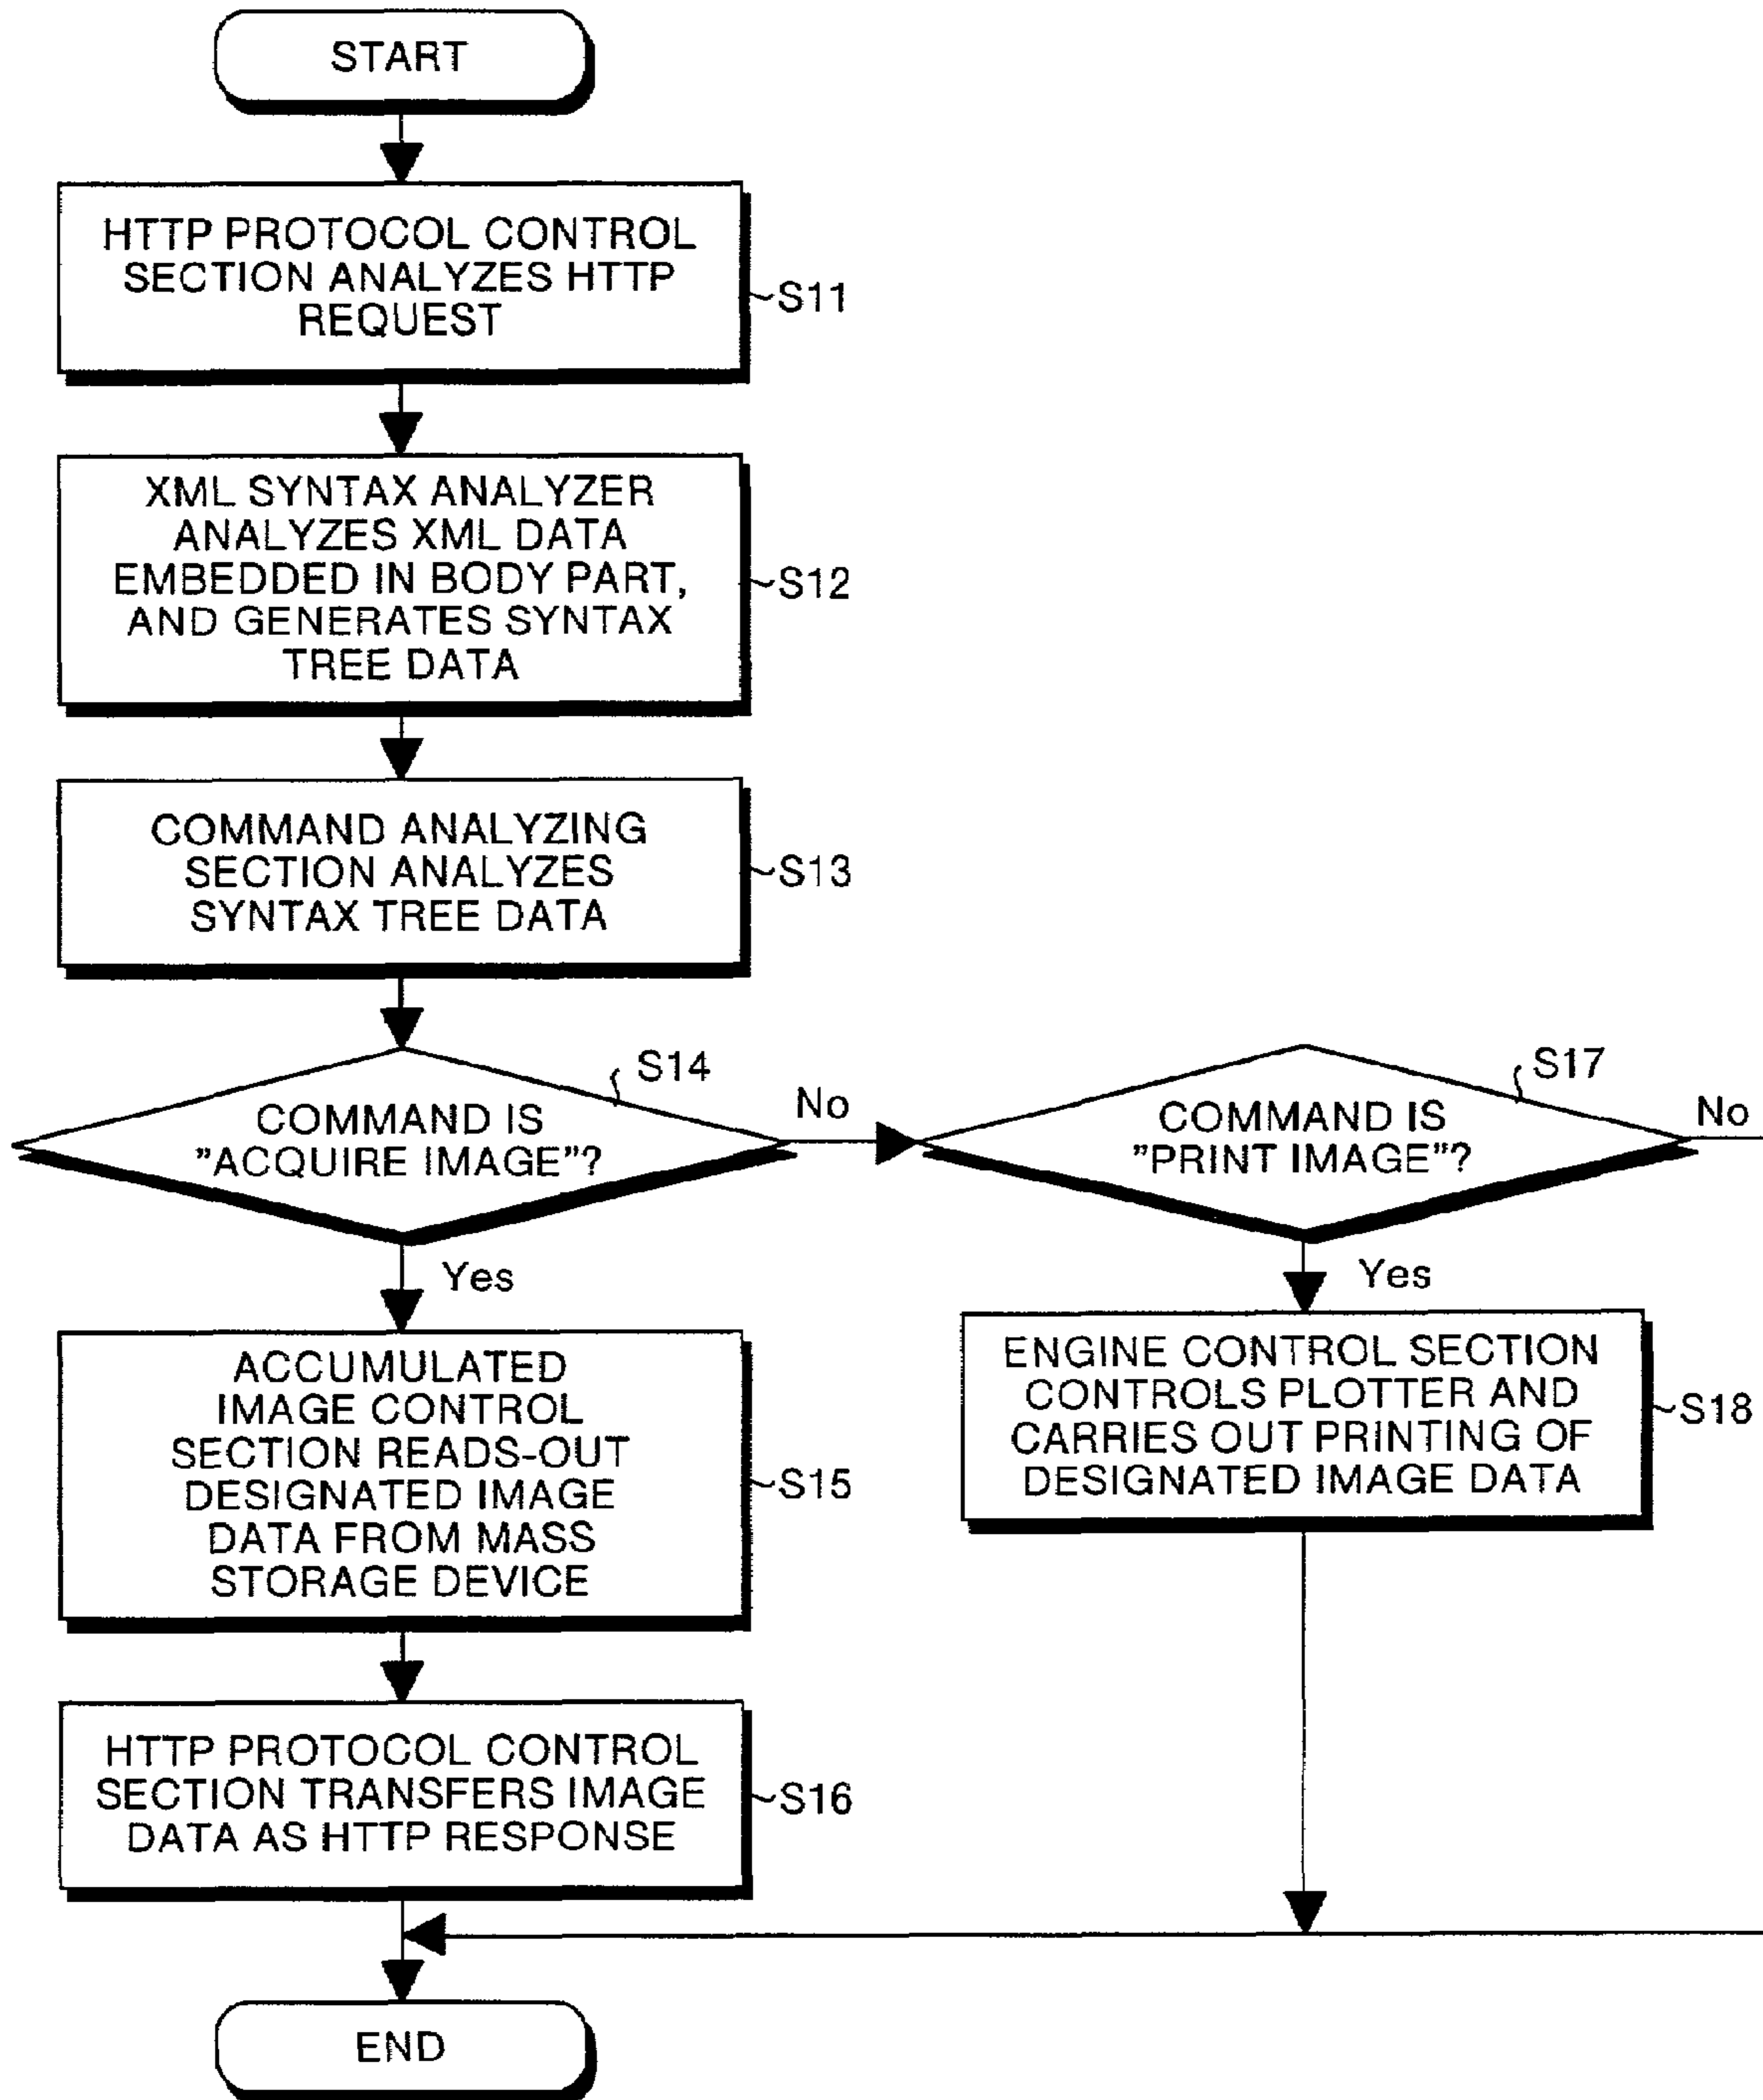 START
HTTP PROTOCOL CONTROL
SECTION ANALYZES HTTP
REQUEST
S11
XML SYNTAX ANALYZER
ANALYZES XML DATA
EMBEDDED IN BODY PART,
AND GENERATES SYNTAX
TREE DATA
S12
COMMAND ANALYZING
SECTION ANALYZES
SYNTAX TREE DATA
S13
S14
COMMAND IS
"ACQUIRE IMAGE"?
No
Yes
S17
COMMAND IS
"PRINT IMAGE"?
No
Yes
ACCUMULATED
IMAGE CONTROL
SECTION READS-OUT
DESIGNATED IMAGE
DATA FROM MASS
STORAGE DEVICE
S15
ENGINE CONTROL SECTION
CONTROLS PLOTTER AND
CARRIES OUT PRINTING OF
DESIGNATED IMAGE DATA
S18
HTTP PROTOCOL CONTROL
SECTION TRANSFERS IMAGE
DATA AS HTTP RESPONSE
S16
END